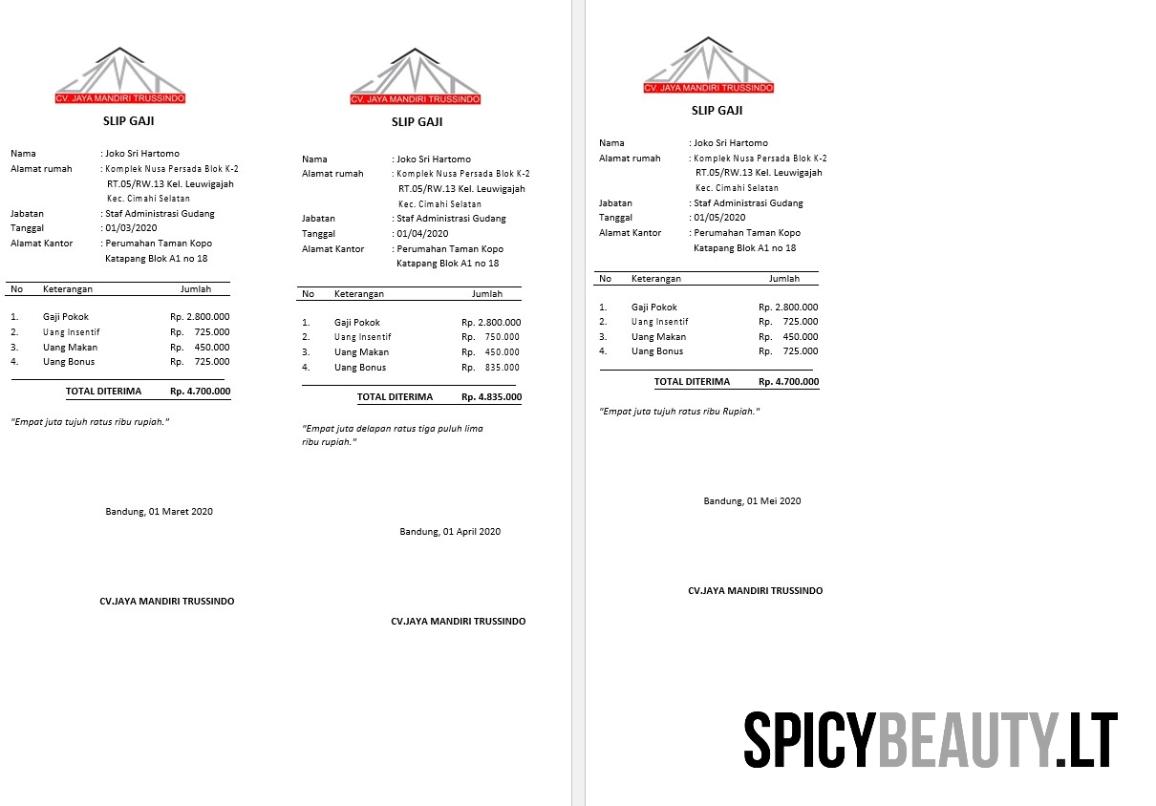 CV. JAYA MANDIRI TRUSSINDO
SLIP GAJI
Nama : Joko Sri Hartomo
Alamat rumah : Komplek Nusa Persada Blok K-2
RT.05/RW.13 Kel. Leuwigajah
Kec. Cimahi Selatan
Jabatan : Staf Administrasi Gudang
Tanggal : 01/03/2020
Alamat Kantor : Perumahan Taman Kopo
Katapang Blok A1 no 18
No Keterangan Jumlah
1. Gaji Pokok Rp. 2.800.000
2. Uang Insentif Rp. 725.000
3. Uang Makan Rp. 450.000
4. Uang Bonus Rp. 725.000
TOTAL DITERIMA Rp. 4.700.000
"Empat juta tujuh ratus ribu rupiah."
Bandung, 01 Maret 2020
CV.JAYA MANDIRI TRUSSINDO
CV. JAYA MANDIRI TRUSSINDO
SLIP GAJI
Nama : Joko Sri Hartomo
Alamat rumah : Komplek Nusa Persada Blok K-2
RT.05/RW.13 Kel. Leuwigajah
Kec. Cimahi Selatan
Jabatan : Staf Administrasi Gudang
Tanggal : 01/04/2020
Alamat Kantor : Perumahan Taman Kopo
Katapang Blok A1 no 18
No Keterangan Jumlah
1. Gaji Pokok Rp. 2.800.000
2. Uang Insentif Rp. 750.000
3. Uang Makan Rp. 450.000
4. Uang Bonus Rp. 835.000
TOTAL DITERIMA Rp. 4.835.000
"Empat juta delapan ratus tiga puluh lima
ribu rupiah."
Bandung, 01 April 2020
CV.JAYA MANDIRI TRUSSINDO
CV. JAYA MANDIRI TRUSSINDO
SLIP GAJI
Nama : Joko Sri Hartomo
Alamat rumah : Komplek Nusa Persada Blok K-2
RT.05/RW.13 Kel. Leuwigajah
Kec. Cimahi Selatan
Jabatan : Staf Administrasi Gudang
Tanggal : 01/05/2020
Alamat Kantor : Perumahan Taman Kopo
Katapang Blok A1 no 18
No Keterangan Jumlah
1. Gaji Pokok Rp. 2.800.000
2. Uang Insentif Rp. 725.000
3. Uang Makan Rp. 450.000
4. Uang Bonus Rp. 725.000
TOTAL DITERIMA Rp. 4.700.000
"Empat juta tujuh ratus ribu Rupiah."
Bandung, 01 Mei 2020
CV.JAYA MANDIRI TRUSSINDO
SPICYBEAUTY.LT